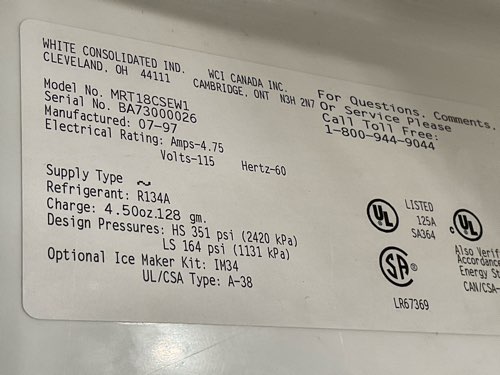 WHITE CONSOLIDATED IND. WCI CANADA INC.
CLEVELAND, OH 44111 CAMBRIDGE, ONT N3H 2N7
Model No. MRT18CSEW1
Serial No. BA73000026
Manufactured: 07-97
Electrical Rating: Amps-4.75
Volts-115 Hertz-60
Supply Type ~
Refrigerant: R134A
Charge: 4.50oz.128 gm.
Design Pressures: HS 351 psi (2420 kPa)
LS 164 psi (1131 kPa)
Optional Ice Maker Kit: IM34
UL/CSA Type: A-38
For Questions, Comments,
Or Service Please
Call Toll Free:
1-800-944-9044
UL
LISTED
125A
SA364
c UL
SA ®
LR67369
Also Verif
Accordance
Energy St
CAN/CSA-